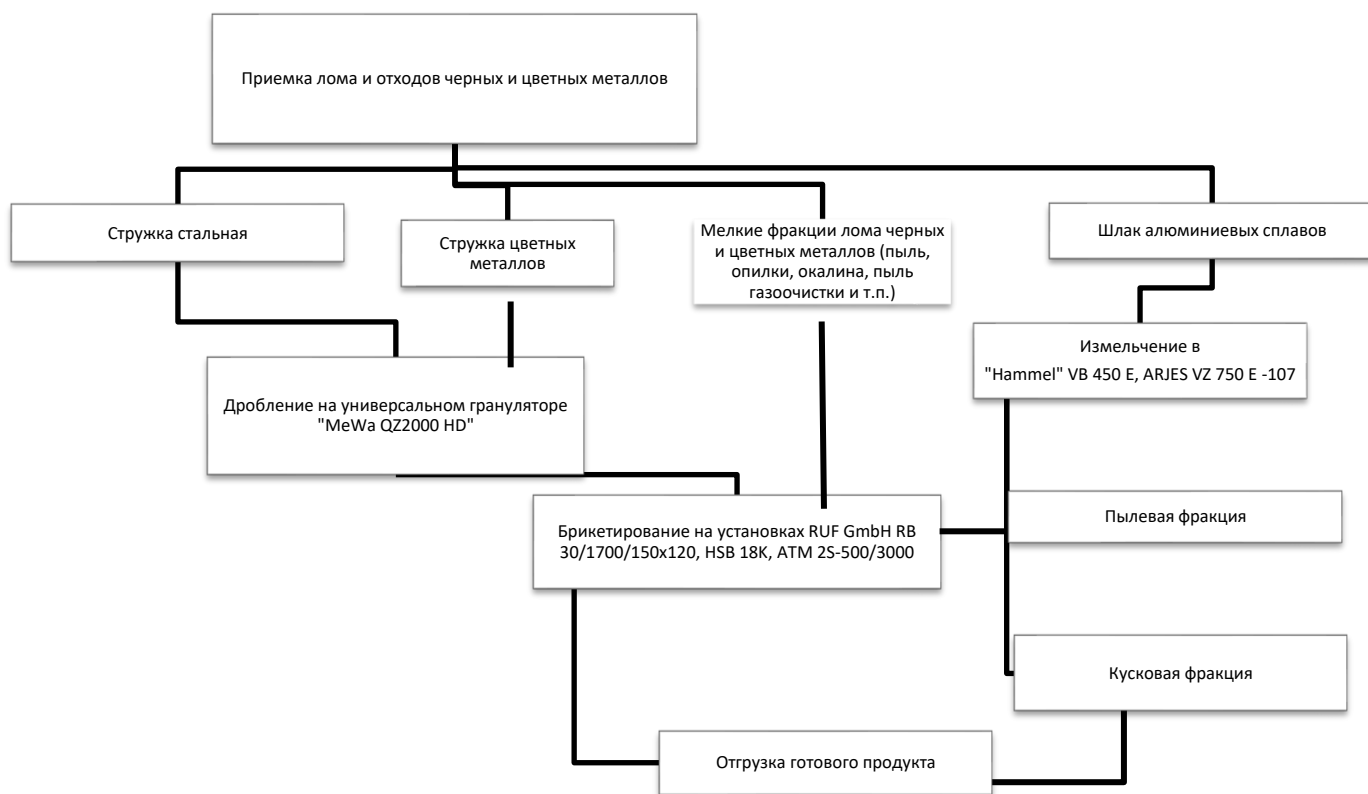 Приемка лома и отходов черных и цветных металлов
Стружка стальная
Стружка цветных
металлов
Мелкие фракции лома черных
и цветных металлов (пыль,
опилки, окалина, пыль
газоочистки и т.п.)
Шлак алюминиевых сплавов
Измельчение в
"Hammel" VB 450 E, ARJES VZ 750 E -107
Дробление на универсальном грануляторе
"MeWa QZ2000 HD"
Брикетирование на установках RUF GmbH RB
30/1700/150x120, HSB 18K, ATM 2S-500/3000
Пылевая фракция
Кусковая фракция
Отгрузка готового продукта